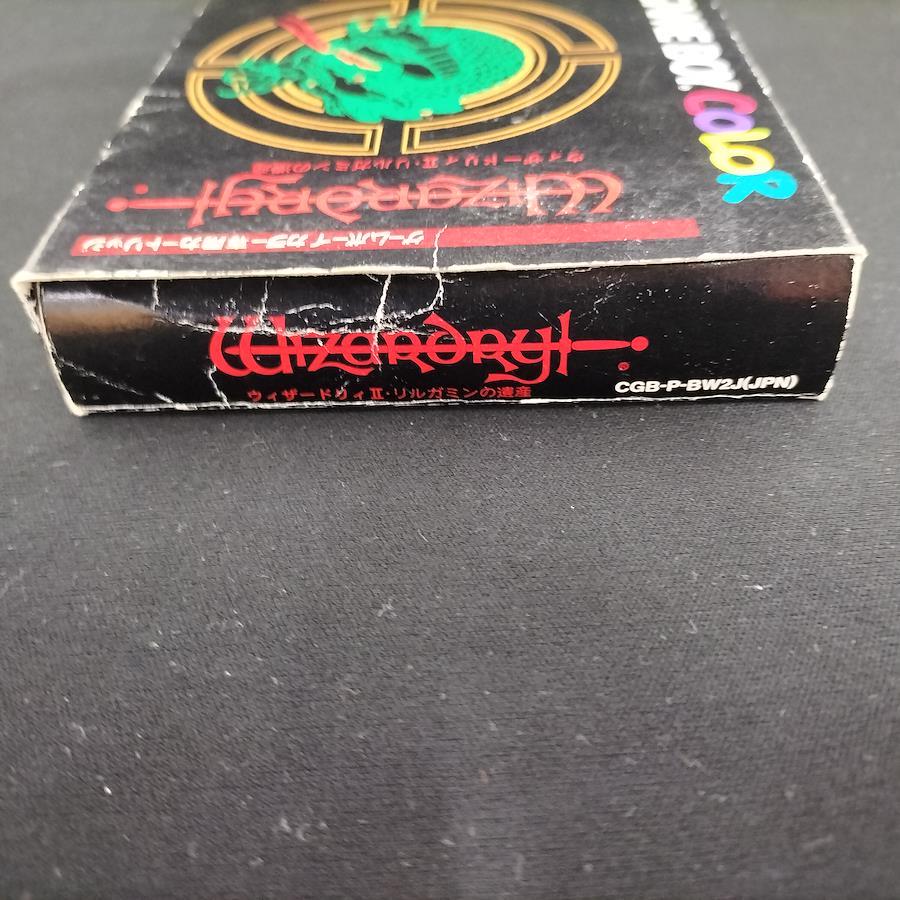 GAME BOY COLOR
ウィザードリィⅡ・リルガミンの遺産
Wizardry
ゲームボーイカラー専用カートリッジ
Wizardry
ウィザードリィⅡ・リルガミンの遺産
CGB-P-BW2J(JPN)